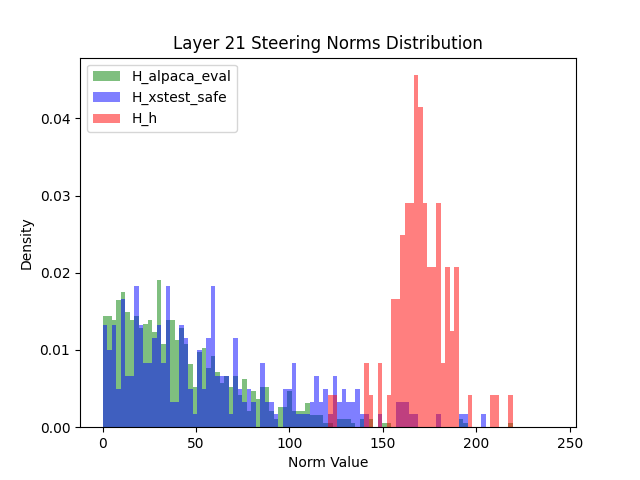 Layer 21 Steering Norms Distribution
H_alpaca_eval
H_xstest_safe
H_h
Density
0.04
0.03
0.02
0.01
0.00
0
50
100
150
200
250
Norm Value